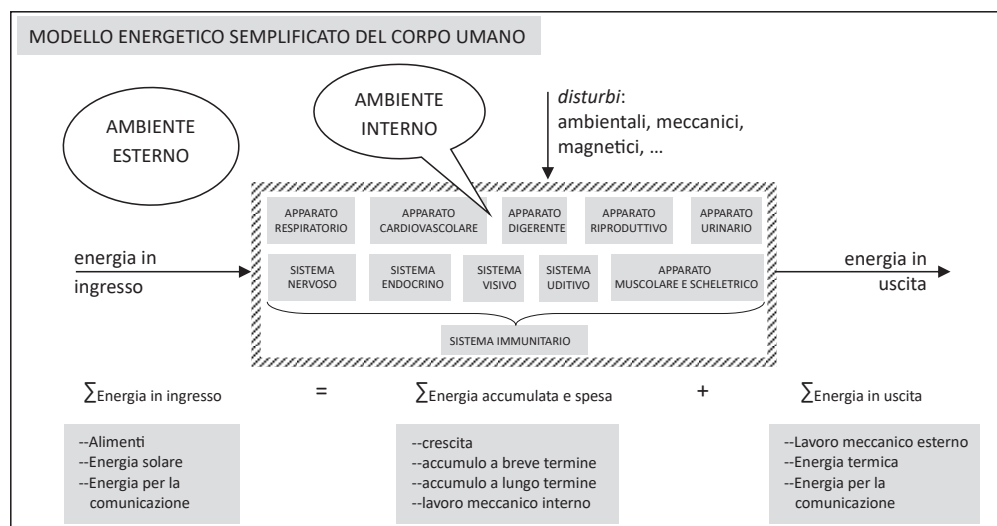 MODELLO ENERGETICO SEMPLIFICATO DEL CORPO UMANO
AMBIENTE
ESTERNO
AMBIENTE
INTERNO
disturbi:
ambientali, meccanici,
magnetici, ...
energia in
ingresso
APPARATO
RESPIRATORIO
APPARATO
CARDIOVASCOLARE
APPARATO
DIGERENTE
APPARATO
RIPRODUTTIVO
APPARATO
URINARIO
SISTEMA
NERVOSO
SISTEMA
ENDOCRINO
SISTEMA
VISIVO
SISTEMA
UDITIVO
APPARATO
MUSCOLARE E SCHELETRICO
SISTEMA IMMUNITARIO
energia in
uscita
∑Energia in ingresso = ∑Energia accumulata e spesa + ∑Energia in uscita
--Alimenti
--Energia solare
--Energia per la
comunicazione
--crescita
--accumulo a breve termine
--accumulo a lungo termine
--lavoro meccanico interno
--Lavoro meccanico esterno
--Energia termica
--Energia per la
comunicazione